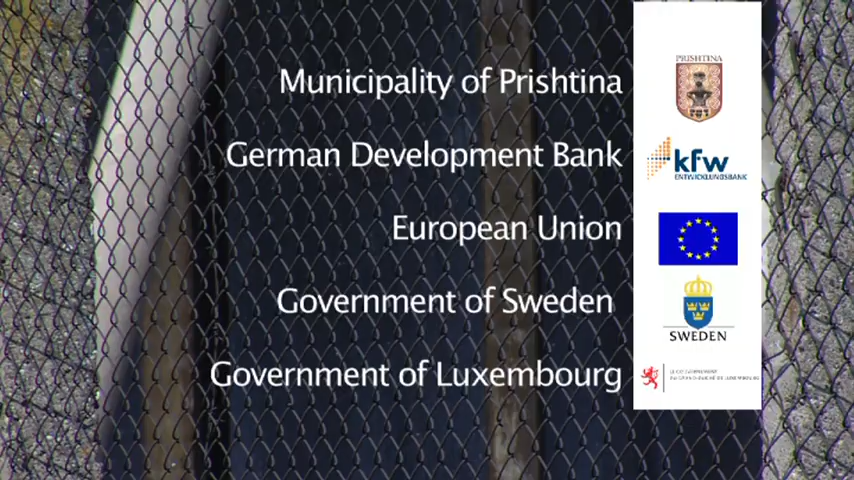 PRISHTINA
Municipality of Prishtina
German Development Bank
kfw
ENTWICKLUNGSBANK
European Union
Government of Sweden
SWEDEN
Government of Luxembourg